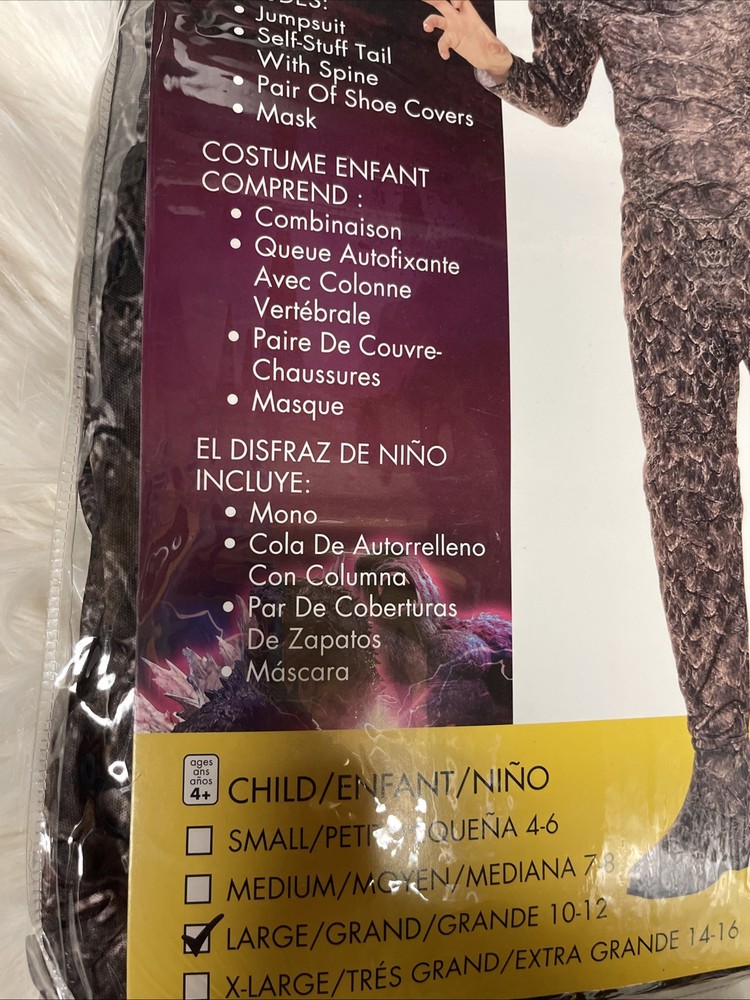 • Jumpsuit
• Self-Stuff Tail
With Spine
• Pair Of Shoe Covers
• Mask
COSTUME ENFANT
COMPREND :
• Combinaison
• Queue Autofixante
Avec Colonne
Vertébrale
• Paire De Couvre-
Chaussures
• Masque
EL DISFRAZ DE NIÑO
INCLUYE:
• Mono
• Cola De Autorrelleno
Con Columna
• Par De Coberturas
De Zapatos
• Máscara
ages
ans
años
4+
CHILD/ENFANT/NIÑO
SMALL/PETIT/PEQUEÑA 4-6
MEDIUM/MOYEN/MEDIANA 7-8
LARGE/GRAND/GRANDE 10-12
X-LARGE/TRÉS GRAND/EXTRA GRANDE 14-16